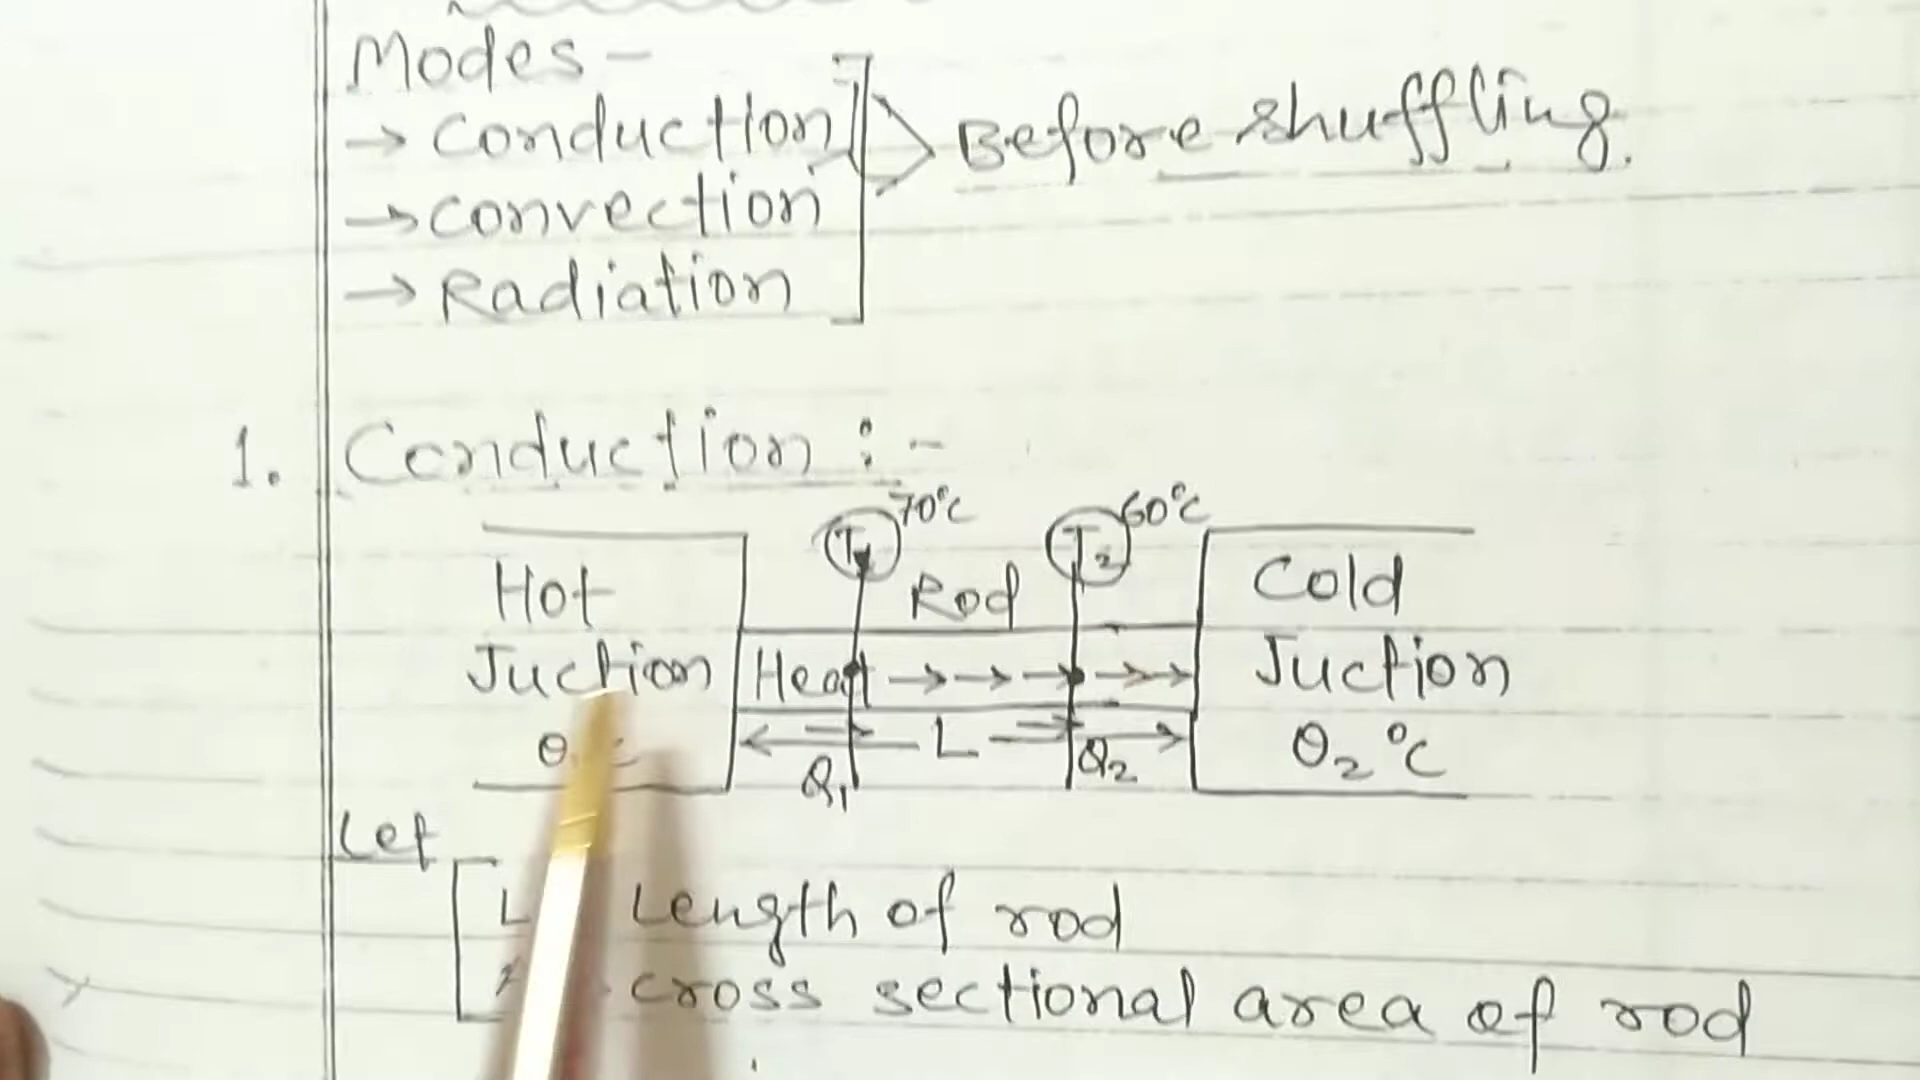 Modes -
→ Conduction
→ convection
→ Radiation
Before shuffling.
1. Conduction :-
T1 70°C
T2 60°C
Hot
Juction
Rod
Heat → → → → →
Cold
Juction
θ2 °C
Q1
L
Q2
Let
L Length of rod
cross sectional area of rod